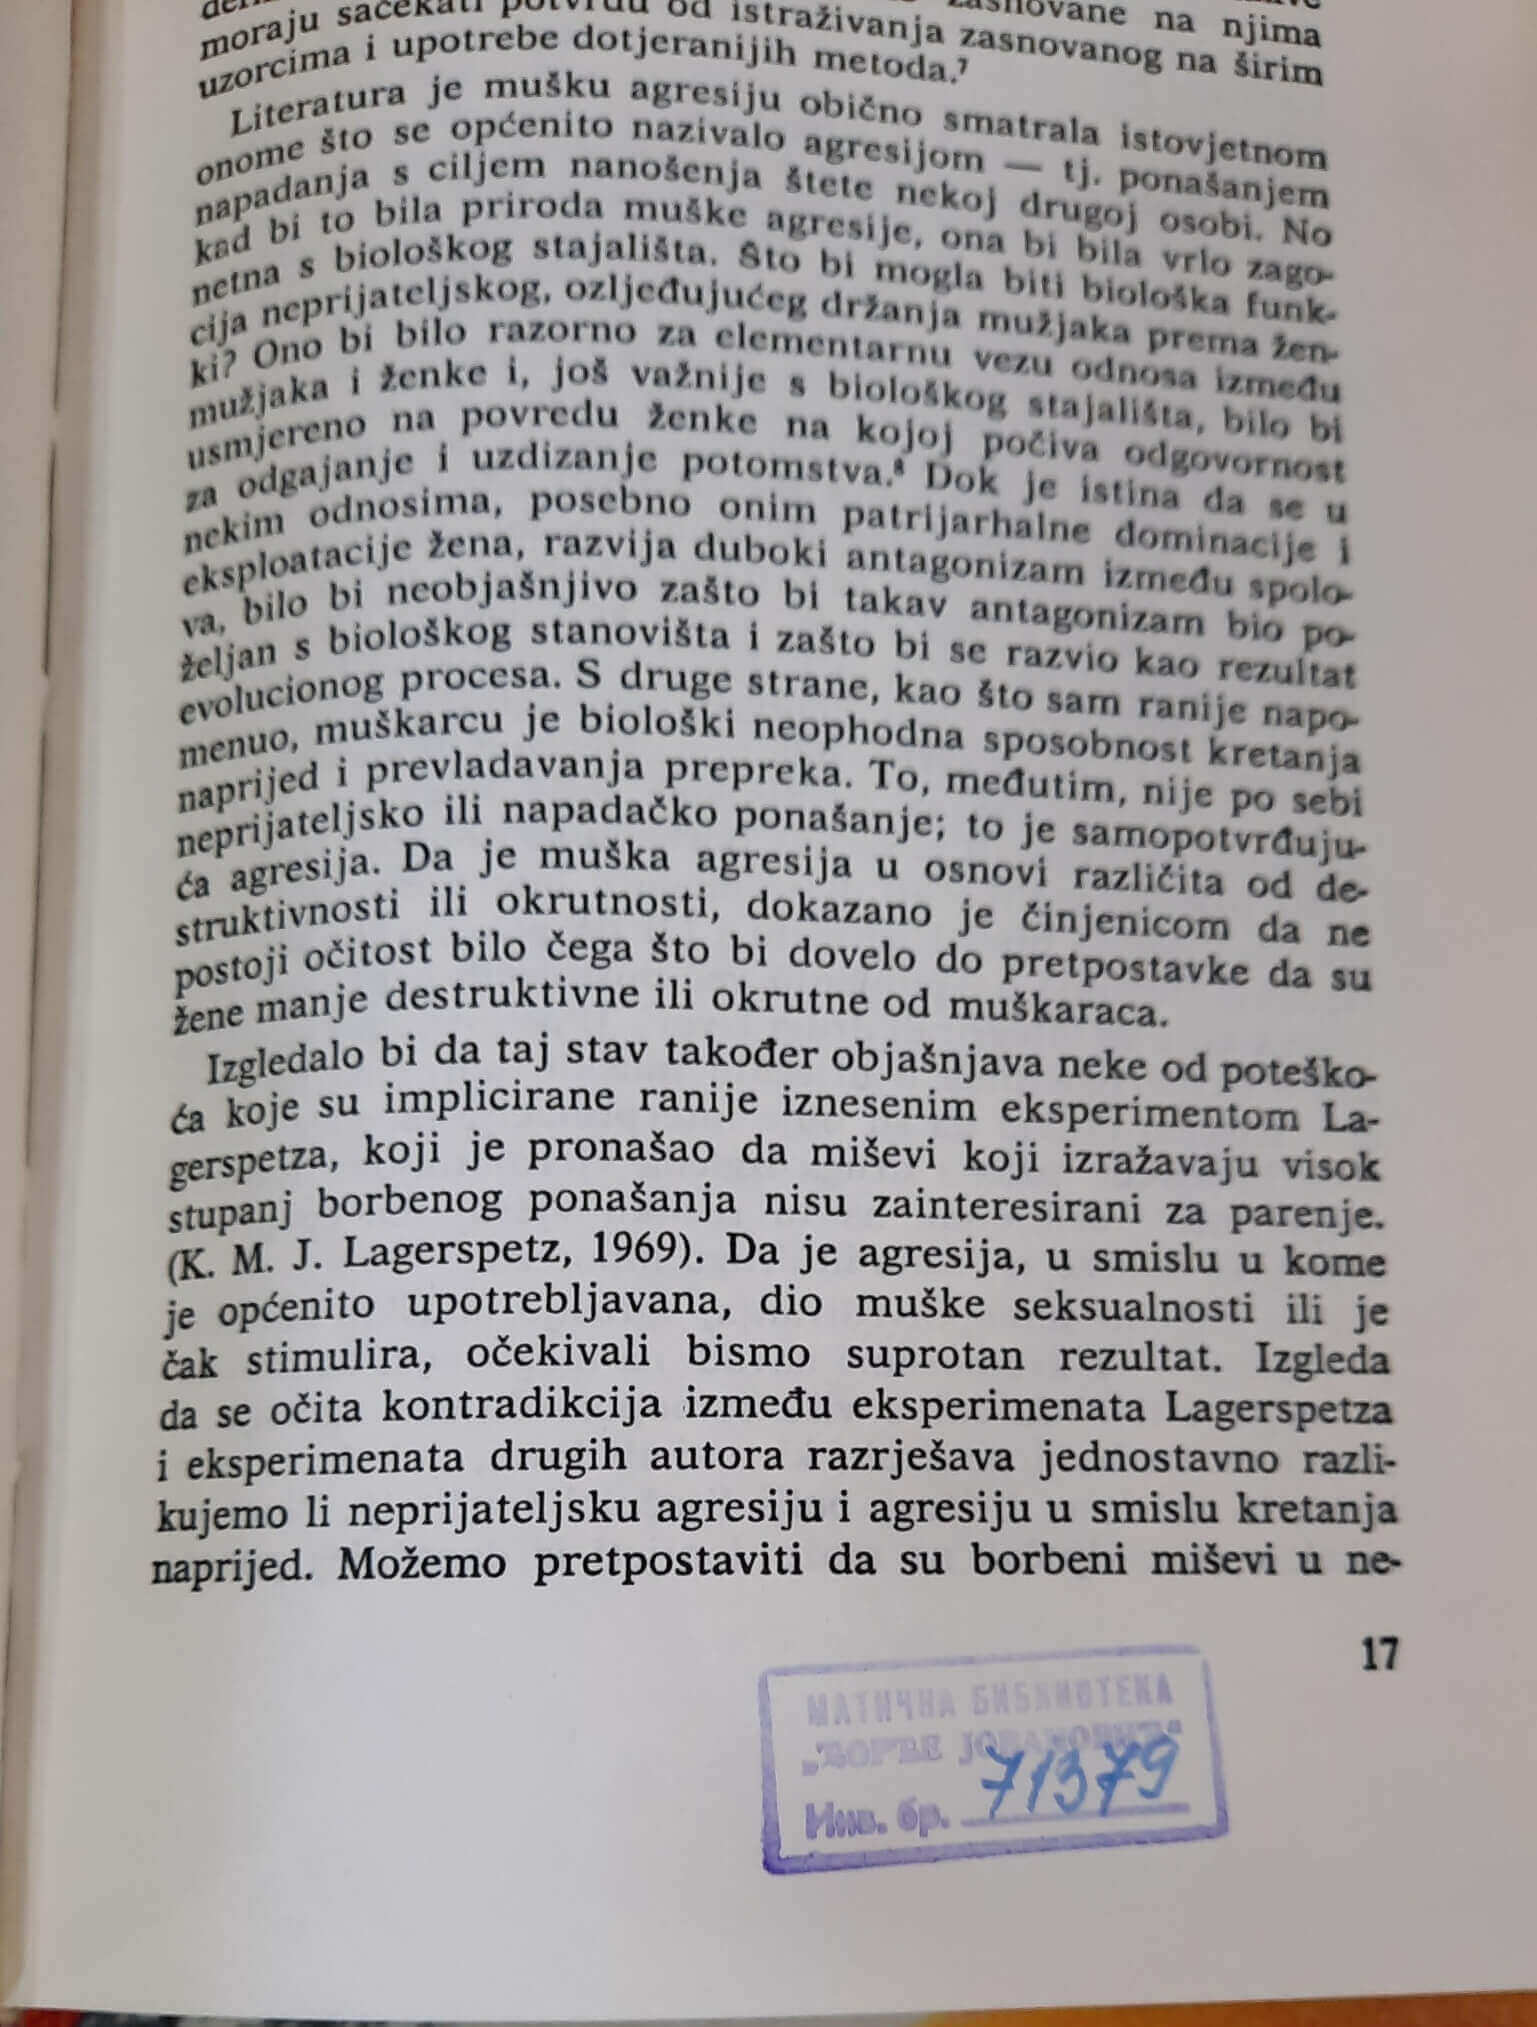 zasnovane na njima
moraju sačekati potvrdu od istraživanja zasnovanog na širim
uzorcima i upotrebe dotjeranijih metoda.⁷
Literatura je mušku agresiju obično smatrala istovjetnom
onome što se općenito nazivalo agresijom — tj. ponašanjem
napadanja s ciljem nanošenja štete nekoj drugoj osobi. No
kad bi to bila priroda muške agresije, ona bi bila vrlo zago-
netna s biološkog stajališta. Što bi mogla biti biološka funk-
cija neprijateljskog, ozljeđujućeg držanja mužjaka prema žen-
ki? Ono bi bilo razorno za elementarnu vezu odnosa između
mužjaka i ženke i, još važnije s biološkog stajališta, bilo bi
usmjereno na povredu ženke na kojoj počiva odgovornost
za odgajanje i uzdizanje potomstva.⁸ Dok je istina da se u
nekim odnosima, posebno onim patrijarhalne dominacije i
eksploatacije žena, razvija duboki antagonizam između spolo-
va, bilo bi neobjašnjivo zašto bi takav antagonizam bio po-
željan s biološkog stanovišta i zašto bi se razvio kao rezultat
evolucionog procesa. S druge strane, kao što sam ranije napo-
menuo, muškarcu je biološki neophodna sposobnost kretanja
naprijed i prevladavanja prepreka. To, međutim, nije po sebi
neprijateljsko ili napadačko ponašanje; to je samopotvrđuju-
ća agresija. Da je muška agresija u osnovi različita od de-
struktivnosti ili okrutnosti, dokazano je činjenicom da ne
postoji očitost bilo čega što bi dovelo do pretpostavke da su
žene manje destruktivne ili okrutne od muškaraca.
Izgledalo bi da taj stav također objašnjava neke od poteško-
ća koje su implicirane ranije iznesenim eksperimentom La-
gerspetza, koji je pronašao da miševi koji izražavaju visok
stupanj borbenog ponašanja nisu zainteresirani za parenje.
(K. M. J. Lagerspetz, 1969). Da je agresija, u smislu u kome
je općenito upotrebljavana, dio muške seksualnosti ili je
čak stimulira, očekivali bismo suprotan rezultat. Izgleda
da se očita kontradikcija između eksperimenata Lagerspetza
i eksperimenata drugih autora razrješava jednostavno razli-
kujemo li neprijateljsku agresiju i agresiju u smislu kretanja
naprijed. Možemo pretpostaviti da su borbeni miševi u ne-
17
МАТИЧНА БИБЛИОТЕКА
„ЂОРЂЕ ЈОВАНОВИЋ“
Инв. бр. 71379